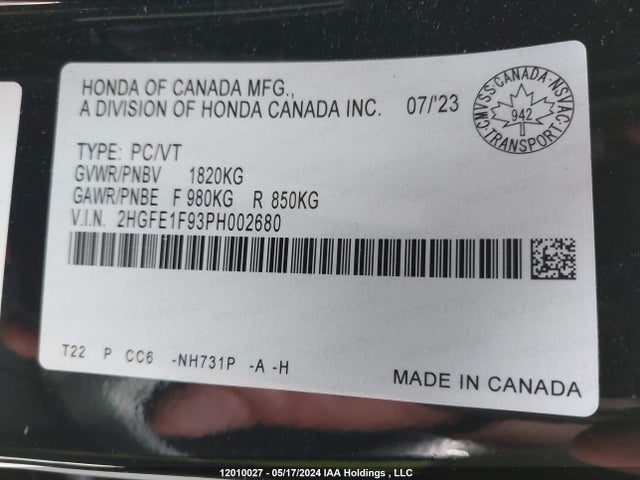 HONDA OF CANADA MFG.,
A DIVISION OF HONDA CANADA INC. 07/'23
CMVSS·CANADA·NSVAC·TRANSPORT·
942
TYPE: PC/VT
GVWR/PNBV 1820KG
GAWR/PNBE F 980KG R 850KG
V.I.N. 2HGFE1F93PH002680
T22 P CC6 -NH731P -A -H
MADE IN CANADA
12010027 - 05/17/2024 IAA Holdings , LLC